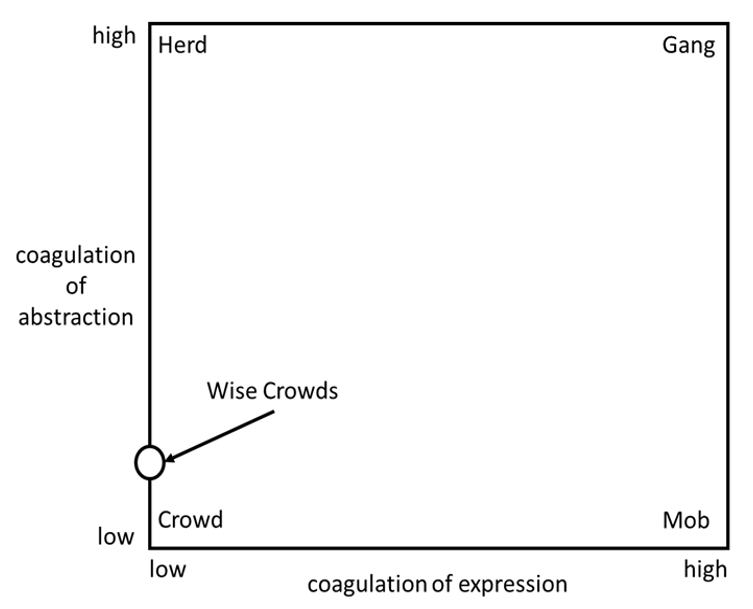 high
Herd
Gang
coagulation
of
abstraction
Wise Crowds
Crowd
Mob
low
low
high
coagulation of expression